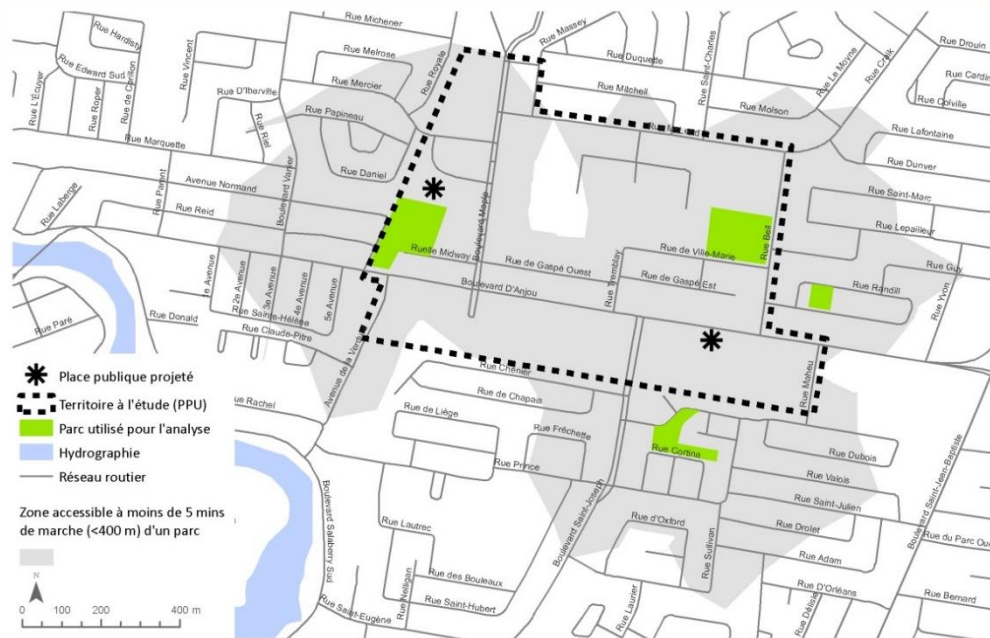 Rue Michener
Rue Massey
Rue Hardisty
Rue Vincent
Rue Melrose
Rue Royale
Rue Duquette
Rue Saint-Charles
Rue Le Moyne
Rue Craik
Rue Drouin
Rue Edward Sud
Rue de Carillon
Rue Mercier
Rue Mitchell
Rue L'Écuyer
Rue Roper
Rue D'Iberville
Rue Molson
Rue Colville
Rue Papineau
Rue Riel
Rue Lafontaine
Rue Marquette
Rue Daniel
Rue Dunver
Avenue Normand
Rue Parent
Boulevard Vanier
Rue Saint-Marc
Rue Laberge
Rue Reid
Boulevard Maple
Rue Bell
Rue Lepailleur
Ruelle Midway
Rue de Ville-Marie
Rue de Gaspé Ouest
Rue Tremblay
Rue Guy
1e Avenue
2e Avenue
3e Avenue
4e Avenue
5e Avenue
Boulevard D'Anjou
Rue de Gaspé Est
Rue Randill
Rue Yvon
Rue Paré
Rue Donald
Rue Sainte-Hélène
Rue Claude-Pitre
Place publique projeté
Rue Chenier
Rue Maheu
Territoire à l'étude (PPU)
Rue Rachel
Rue de Chapais
Rue de Liège
Parc utilisé pour l'analyse
Rue Fréchette
Rue Cortina
Rue Dubois
Hydrographie
Rue Prince
Rue Valois
Réseau routier
Boulevard Salaberry Sud
Boulevard Saint-Joseph
Rue Saint-Julien
Boulevard Saint-Jean-Baptiste
Zone accessible à moins de 5 mins
de marche (<400 m) d'un parc
Rue Lautrec
Rue d'Oxford
Rue Sullivan
Rue Drolet
Rue Adam
N
Rue des Bouleaux
Rue Nelligan
Rue D'Orléans
Rue Bernard
Rue Saint-Hubert
Rue Laurier
Rue Saint-Eugène
0 100 200 400 m